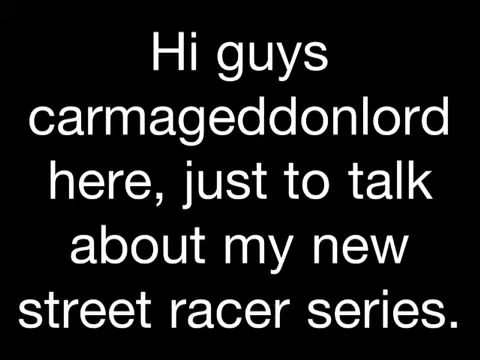 Hi guys
carmageddonlord
here, just to talk
about my new
street racer series.